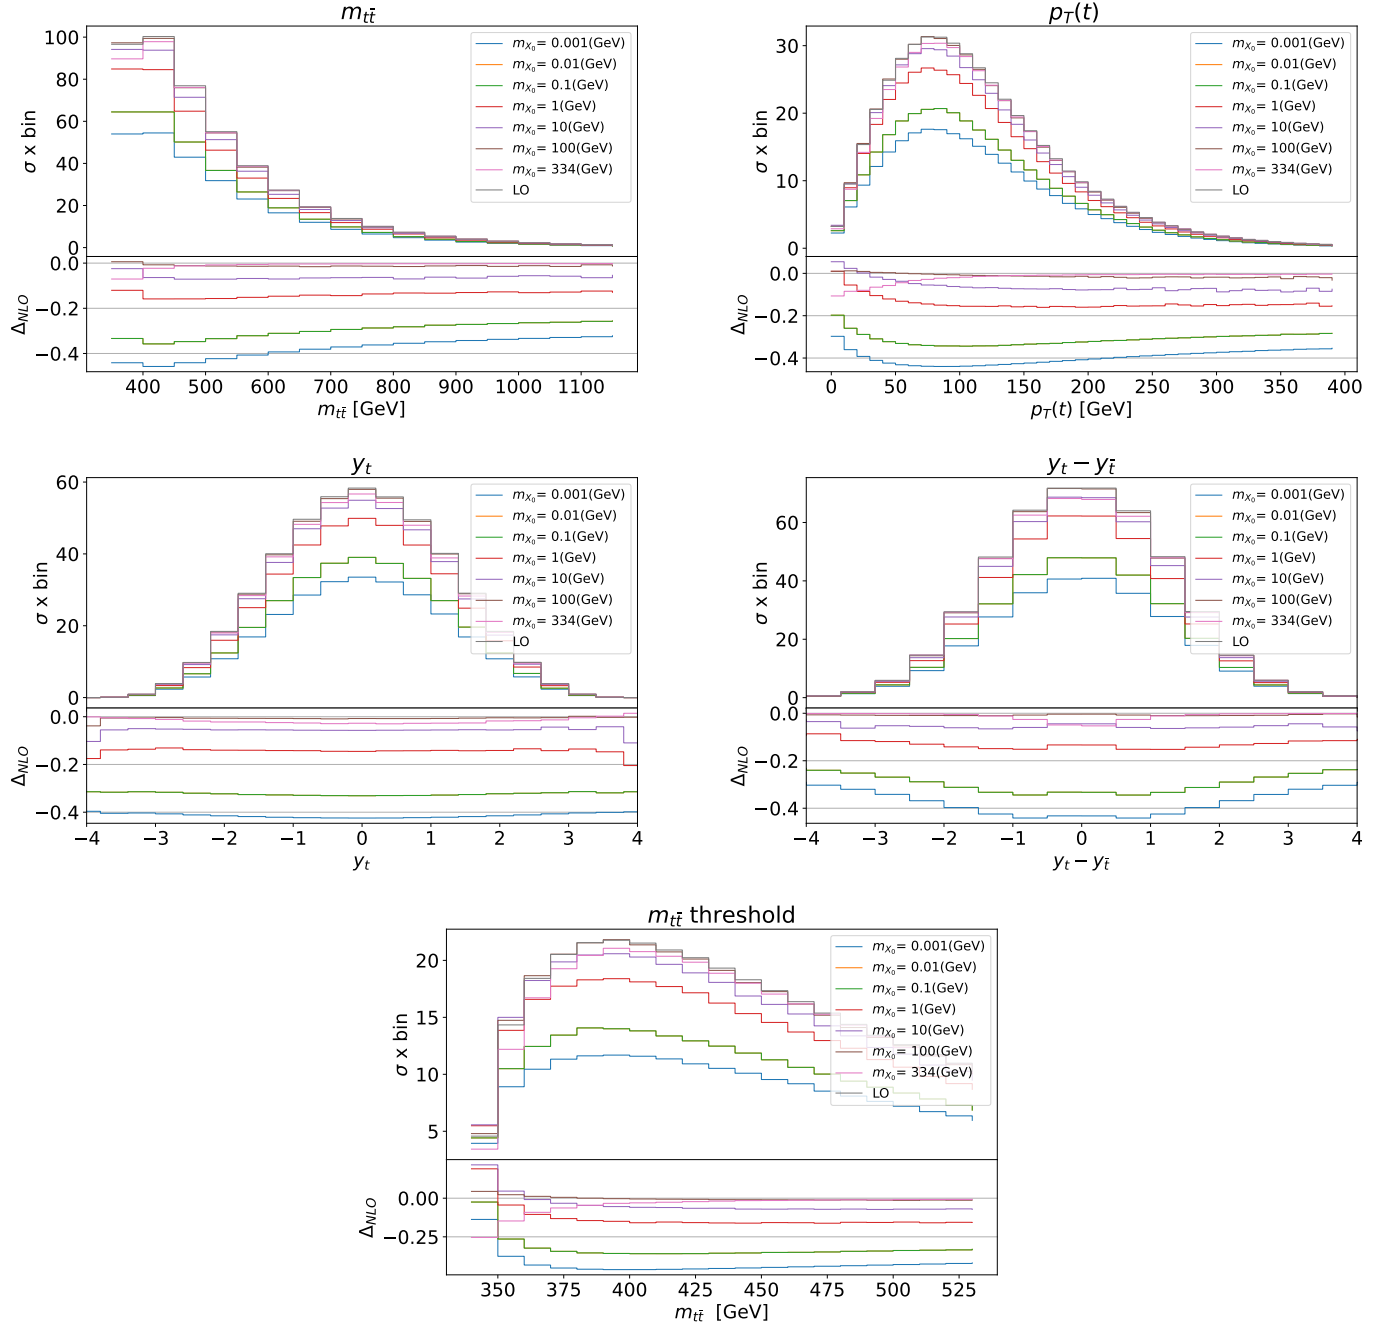 m_{t\bar{t}}
100
80
60
40
20
0
σ x bin
m_{X_0}= 0.001(GeV)
m_{X_0}= 0.01(GeV)
m_{X_0}= 0.1(GeV)
m_{X_0}= 1(GeV)
m_{X_0}= 10(GeV)
m_{X_0}= 100(GeV)
m_{X_0}= 334(GeV)
LO
0.0
−0.2
−0.4
Δ_{NLO}
400 500 600 700 800 900 1000 1100
m_{t\bar{t}} [GeV]
p_T(t)
30
20
10
0
σ x bin
m_{X_0}= 0.001(GeV)
m_{X_0}= 0.01(GeV)
m_{X_0}= 0.1(GeV)
m_{X_0}= 1(GeV)
m_{X_0}= 10(GeV)
m_{X_0}= 100(GeV)
m_{X_0}= 334(GeV)
LO
0.0
−0.2
−0.4
Δ_{NLO}
0 50 100 150 200 250 300 350 400
p_T(t) [GeV]
y_t
60
40
20
0
σ x bin
m_{X_0}= 0.001(GeV)
m_{X_0}= 0.01(GeV)
m_{X_0}= 0.1(GeV)
m_{X_0}= 1(GeV)
m_{X_0}= 10(GeV)
m_{X_0}= 100(GeV)
m_{X_0}= 334(GeV)
LO
0.0
−0.2
−0.4
Δ_{NLO}
−4 −3 −2 −1 0 1 2 3 4
y_t
y_t − y_{\bar{t}}
60
40
20
0
σ x bin
m_{X_0}= 0.001(GeV)
m_{X_0}= 0.01(GeV)
m_{X_0}= 0.1(GeV)
m_{X_0}= 1(GeV)
m_{X_0}= 10(GeV)
m_{X_0}= 100(GeV)
m_{X_0}= 334(GeV)
LO
0.0
−0.2
−0.4
Δ_{NLO}
−4 −3 −2 −1 0 1 2 3 4
y_t − y_{\bar{t}}
m_{t\bar{t}} threshold
20
15
10
5
σ x bin
m_{X_0}= 0.001(GeV)
m_{X_0}= 0.01(GeV)
m_{X_0}= 0.1(GeV)
m_{X_0}= 1(GeV)
m_{X_0}= 10(GeV)
m_{X_0}= 100(GeV)
m_{X_0}= 334(GeV)
LO
0.00
−0.25
Δ_{NLO}
350 375 400 425 450 475 500 525
m_{t\bar{t}} [GeV]